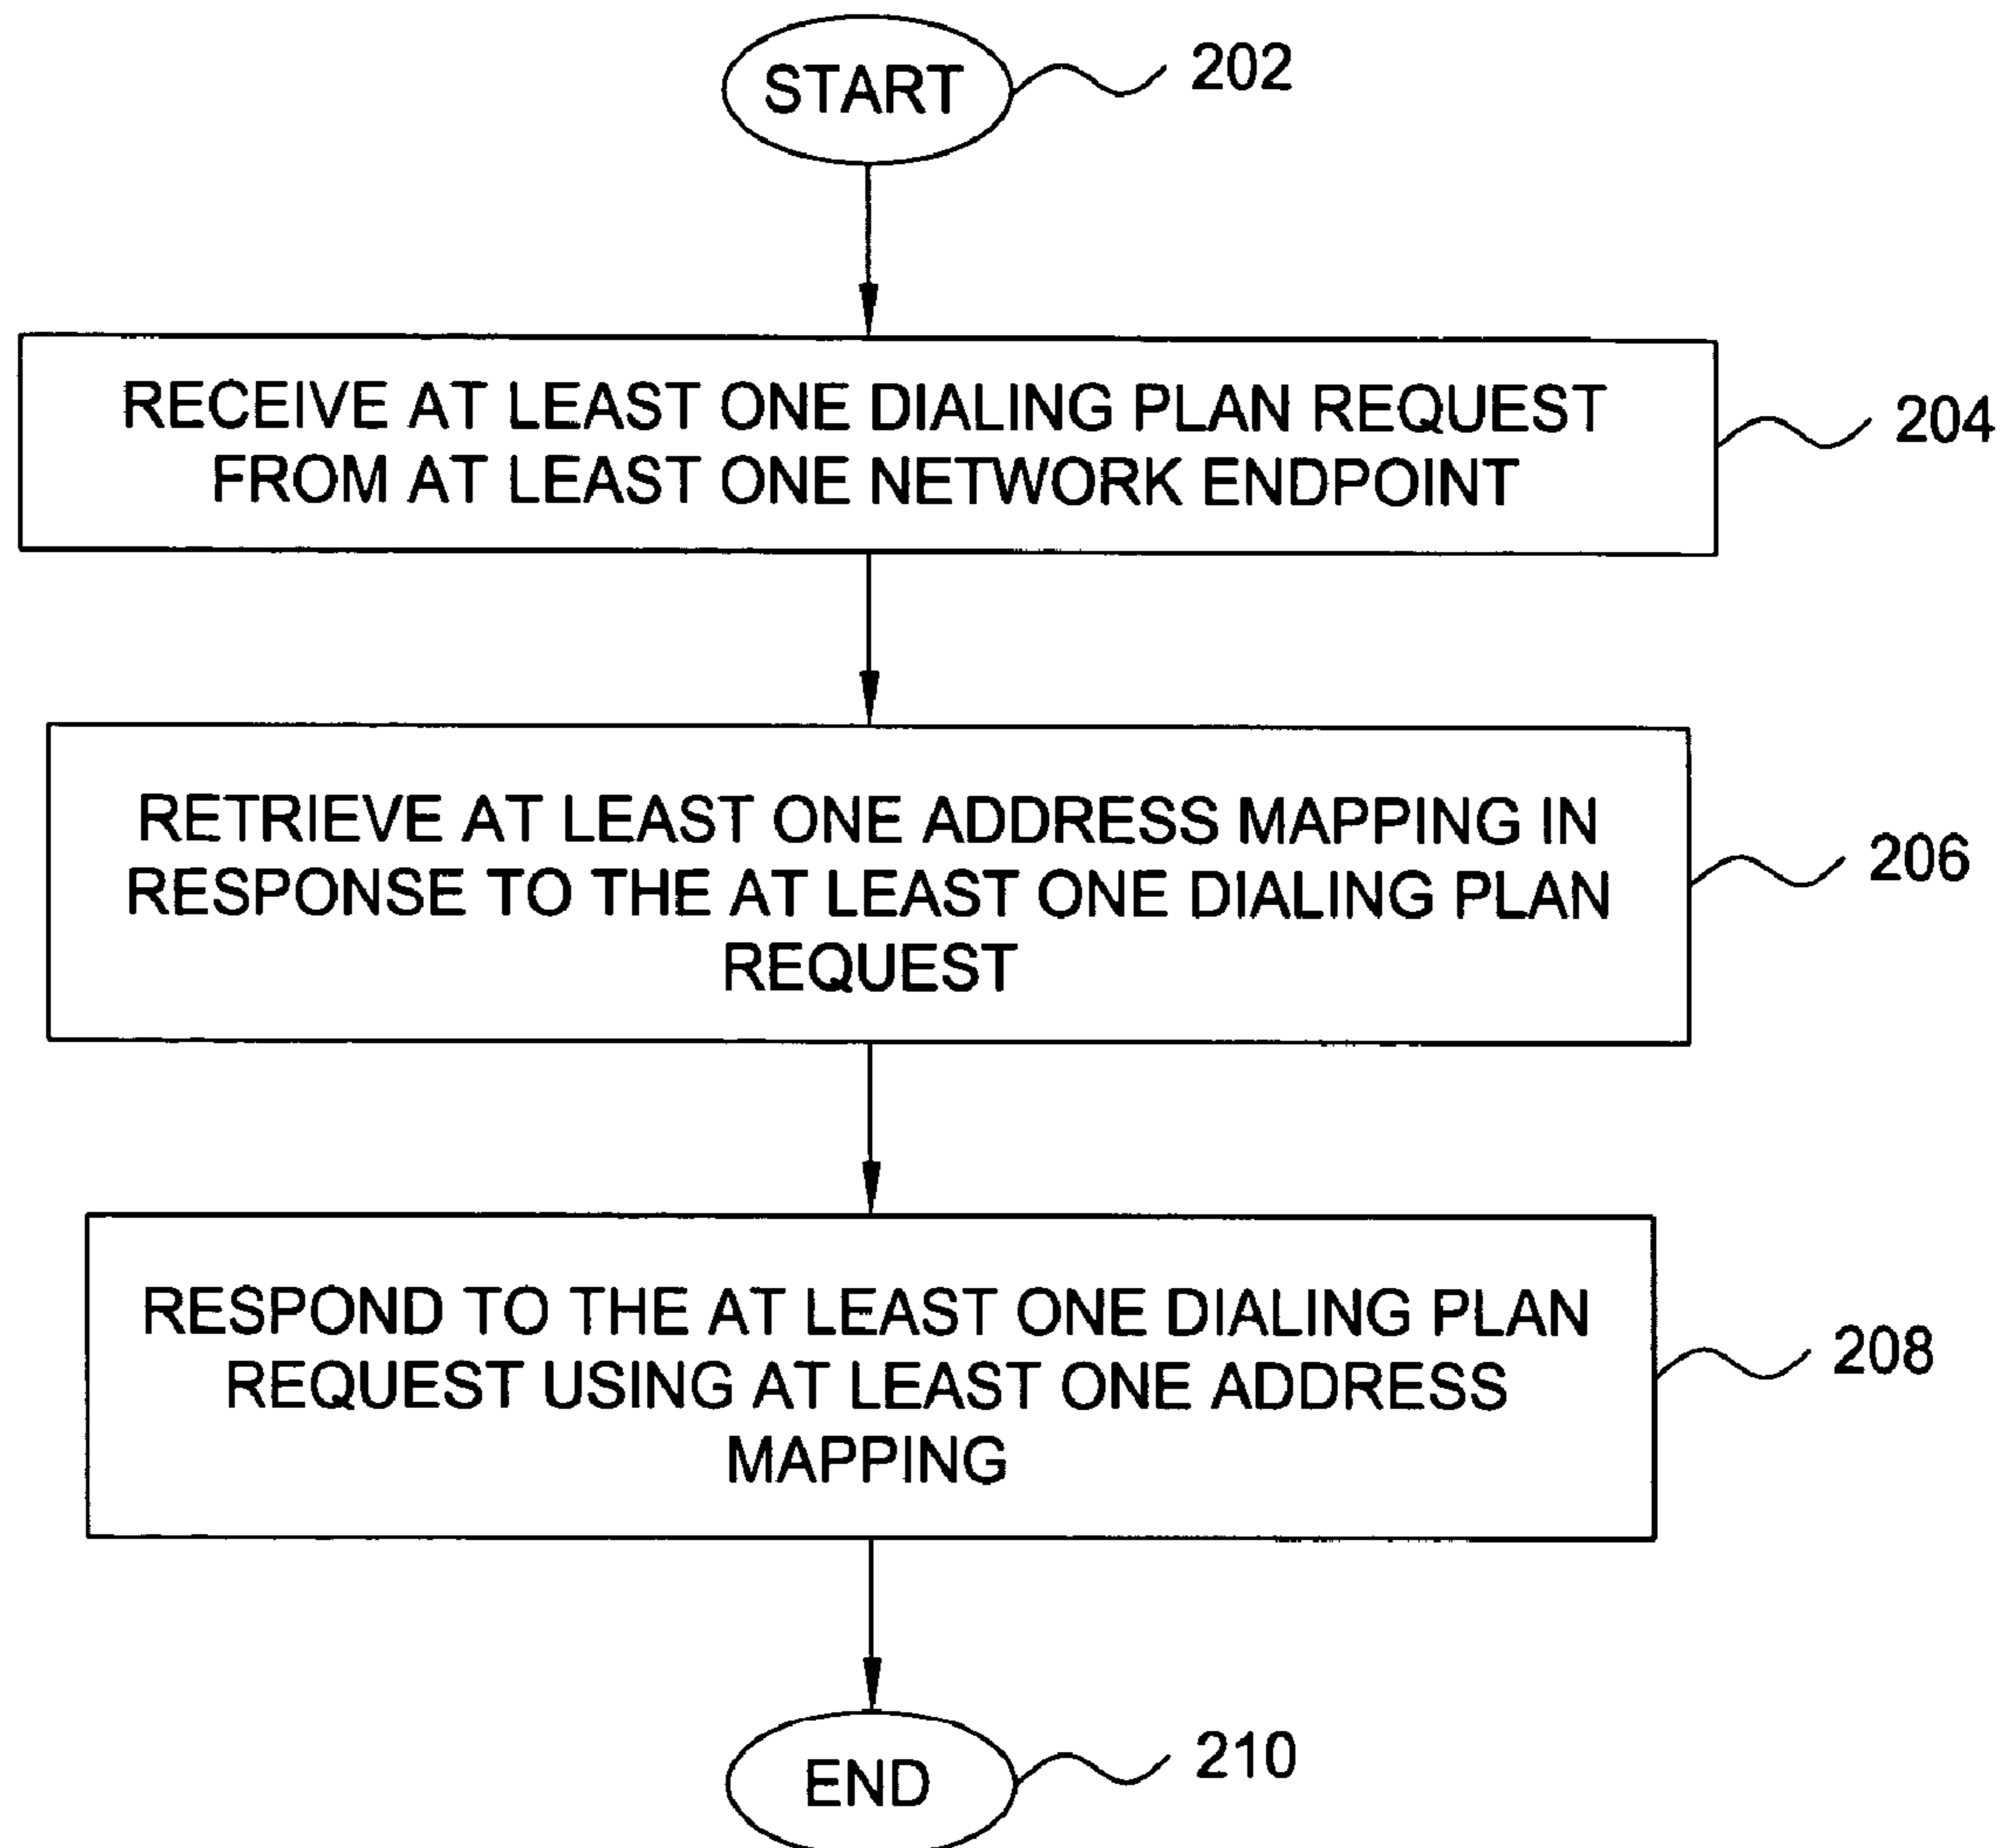 START
202
RECEIVE AT LEAST ONE DIALING PLAN REQUEST
FROM AT LEAST ONE NETWORK ENDPOINT
204
RETRIEVE AT LEAST ONE ADDRESS MAPPING IN
RESPONSE TO THE AT LEAST ONE DIALING PLAN
REQUEST
206
RESPOND TO THE AT LEAST ONE DIALING PLAN
REQUEST USING AT LEAST ONE ADDRESS
MAPPING
208
END
210